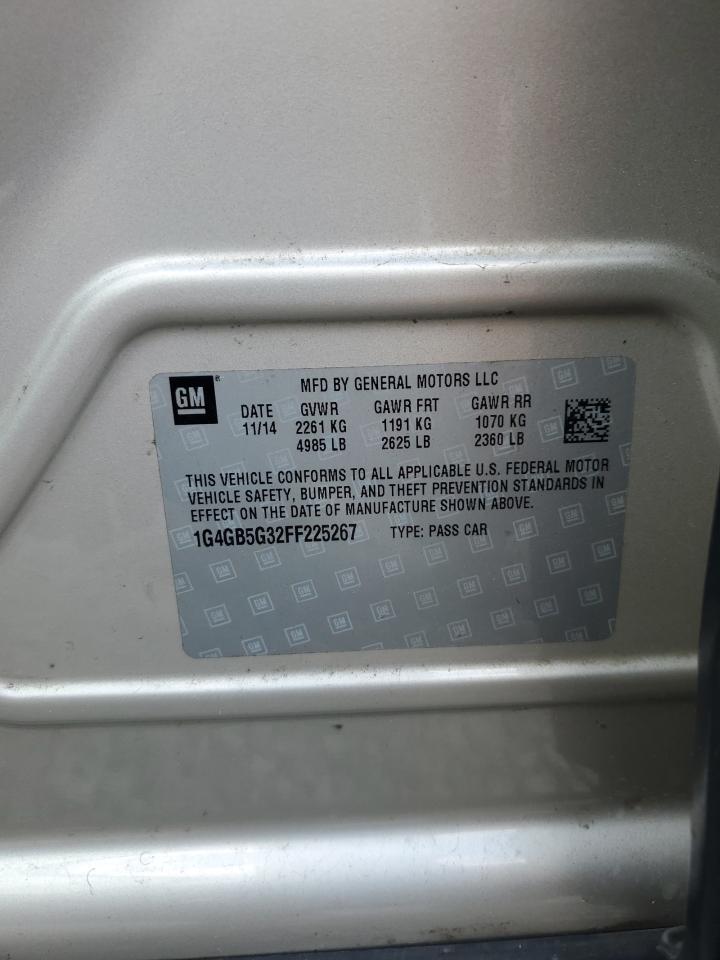 GM
MFD BY GENERAL MOTORS LLC
DATE GVWR GAWR FRT GAWR RR
11/14 2261 KG 1191 KG 1070 KG
4985 LB 2625 LB 2360 LB
THIS VEHICLE CONFORMS TO ALL APPLICABLE U.S. FEDERAL MOTOR
VEHICLE SAFETY, BUMPER, AND THEFT PREVENTION STANDARDS IN
EFFECT ON THE DATE OF MANUFACTURE SHOWN ABOVE.
1G4GB5G32FF225267 TYPE: PASS CAR